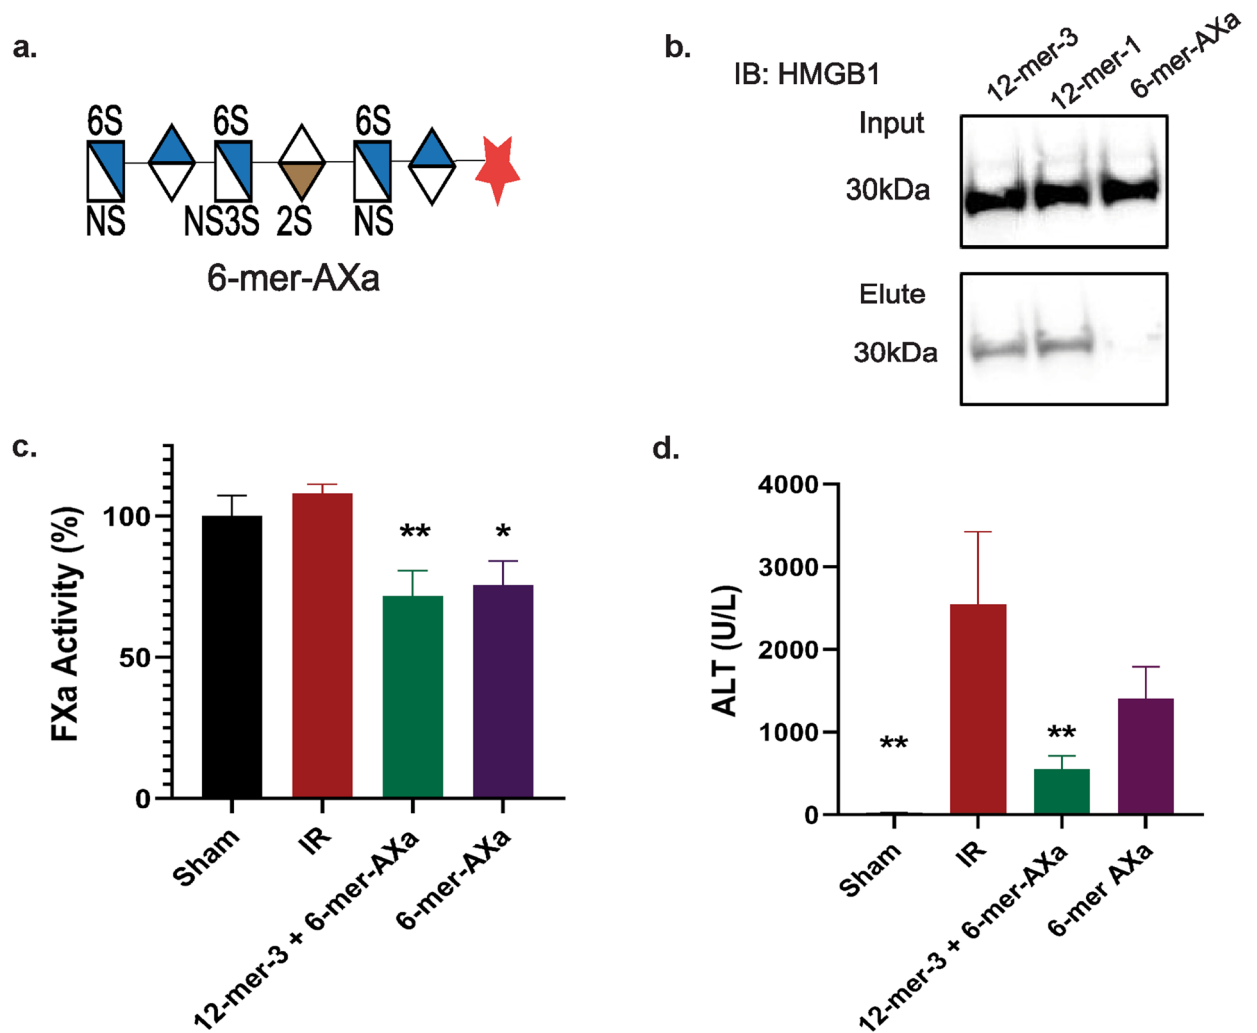 a.
6S 6S 6S
NS NS3S 2S NS
6-mer-AXa
b.
IB: HMGB1
12-mer-3
12-mer-1
6-mer-AXa
Input
30kDa
Elute
30kDa
c.
FXa Activity (%)
100
50
0
** *
Sham
IR
12-mer-3 + 6-mer-AXa
6-mer-AXa
d.
ALT (U/L)
4000
3000
2000
1000
0
** **
Sham
IR
12-mer-3 + 6-mer-AXa
6-mer AXa